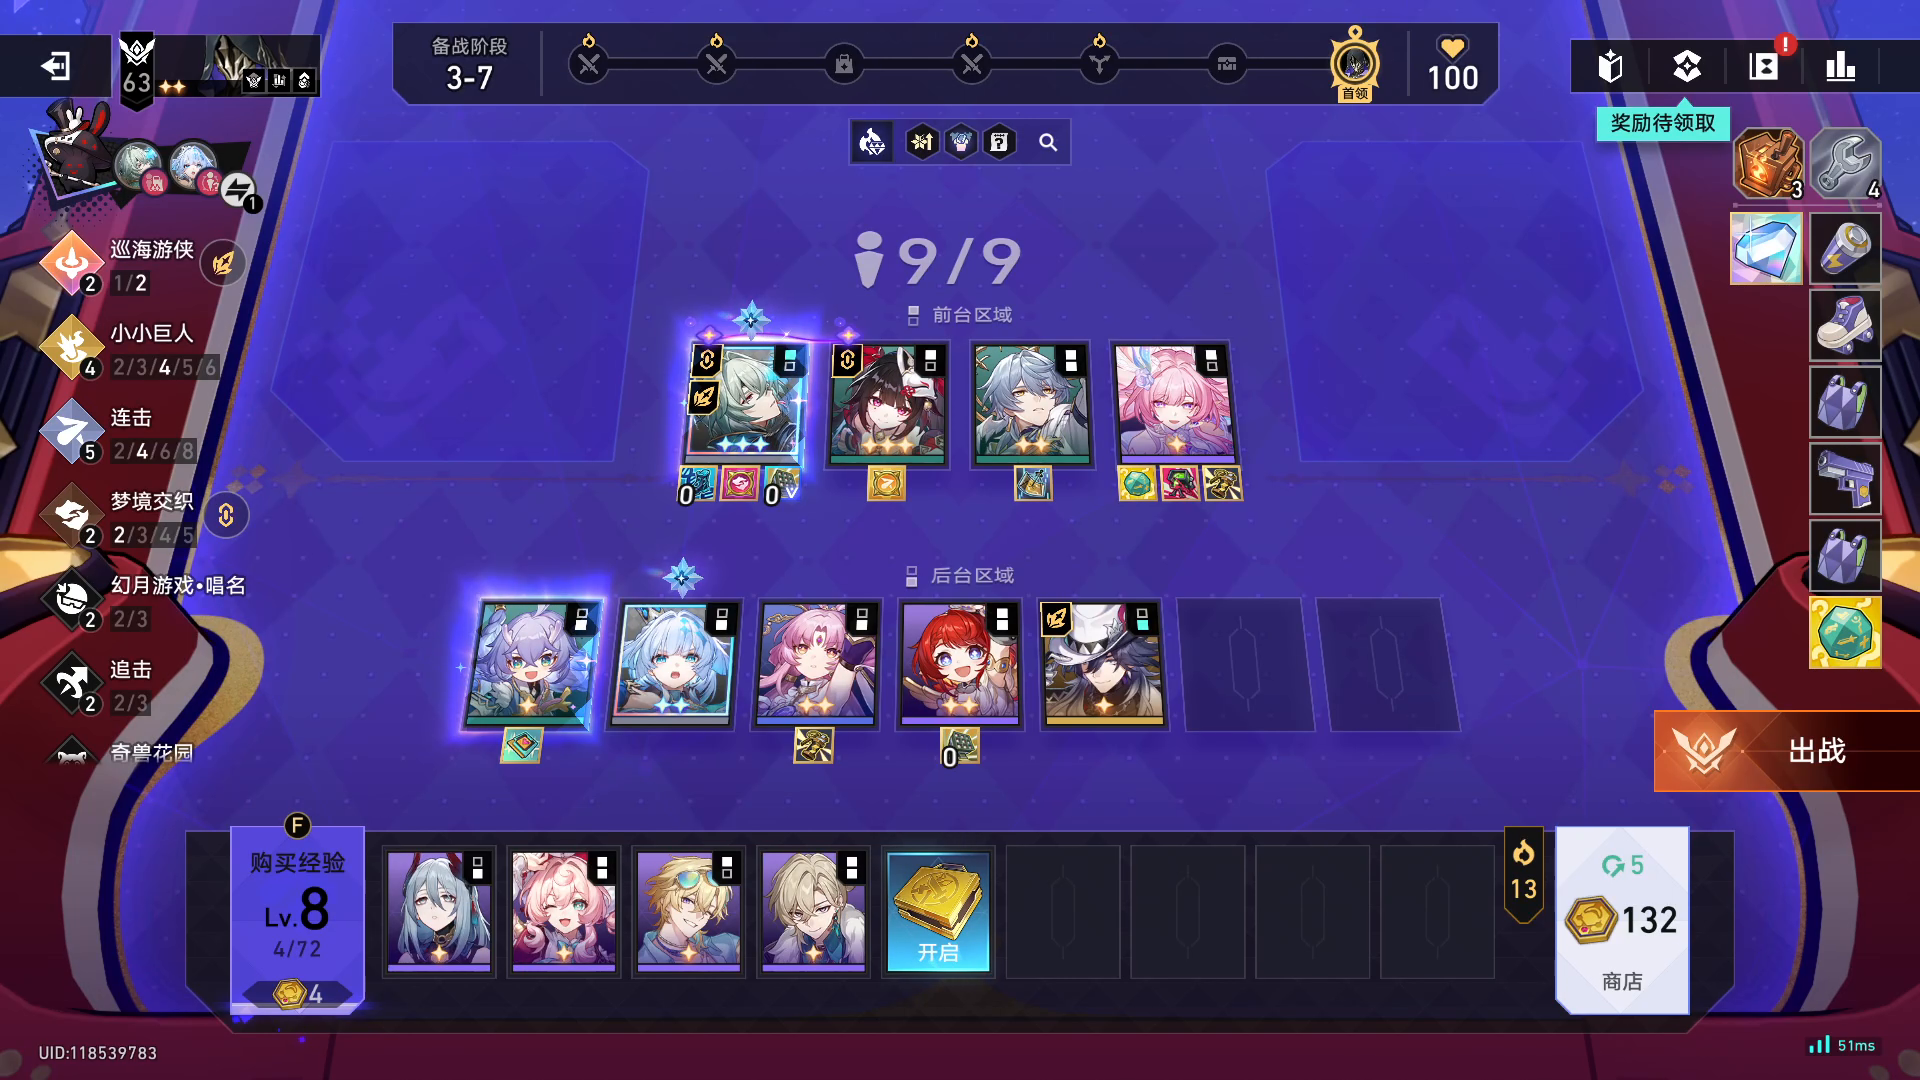 63
备战阶段
3-7
首领
100
奖励待领取
1
3
4
巡海游侠
2
1/2
小小巨人
4
2/3/4/5/6
连击
5
2/4/6/8
梦境交织
2
2/3/4/5
幻月游戏•唱名
2
2/3
追击
2
2/3
奇兽花园
9/9
前台区域
0
0
后台区域
0
出战
F
购买经验
Lv.8
4/72
4
开启
13
5
132
商店
UID:118539783
51ms